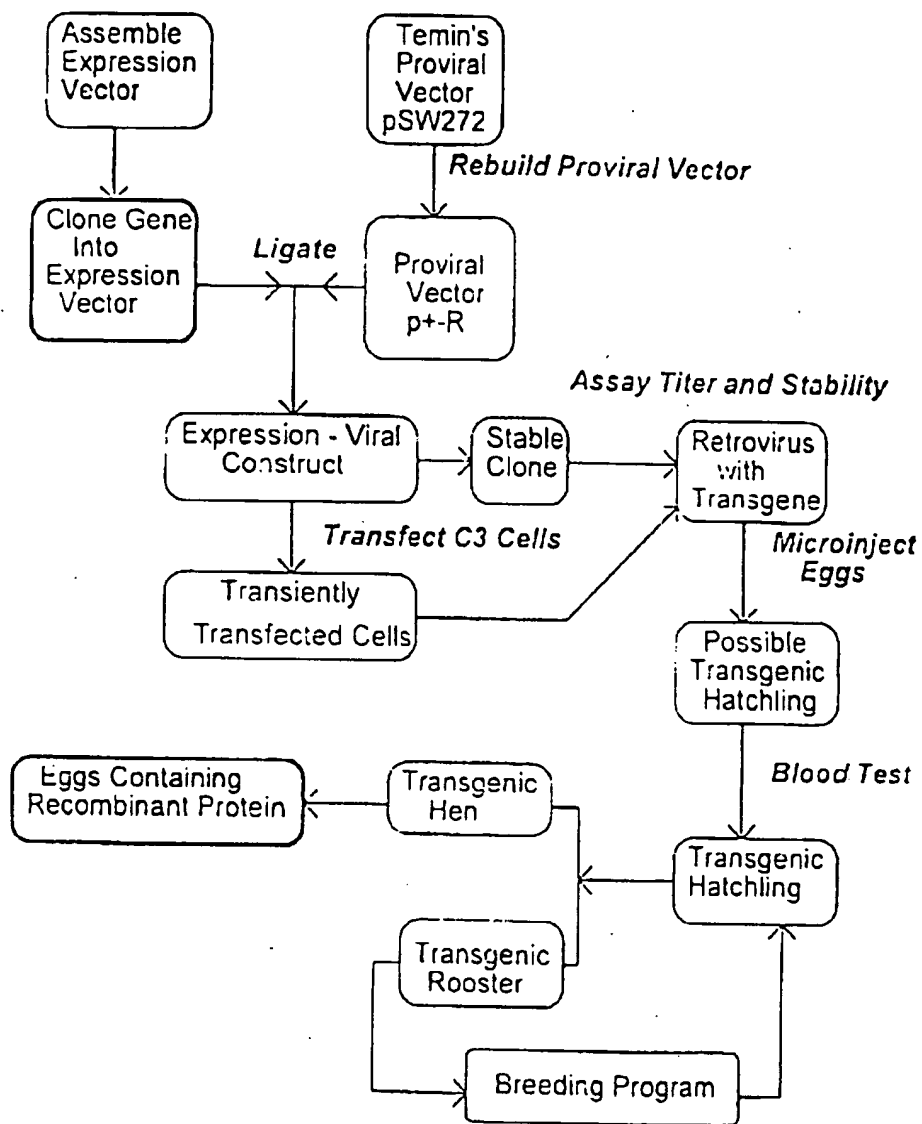 Assemble
Expression
Vector
Temin's
Proviral
Vector
pSW272
Rebuild Proviral Vector
Clone Gene
Into
Expression
Vector
Ligate
Proviral
Vector
p+-R
Assay Titer and Stability
Expression - Viral
Construct
Stable
Clone
Retrovirus
with
Transgene
Transfect C3 Cells
Microinject
Eggs
Transiently
Transfected Cells
Possible
Transgenic
Hatchling
Blood Test
Eggs Containing
Recombinant Protein
Transgenic
Hen
Transgenic
Hatchling
Transgenic
Rooster
Breeding Program